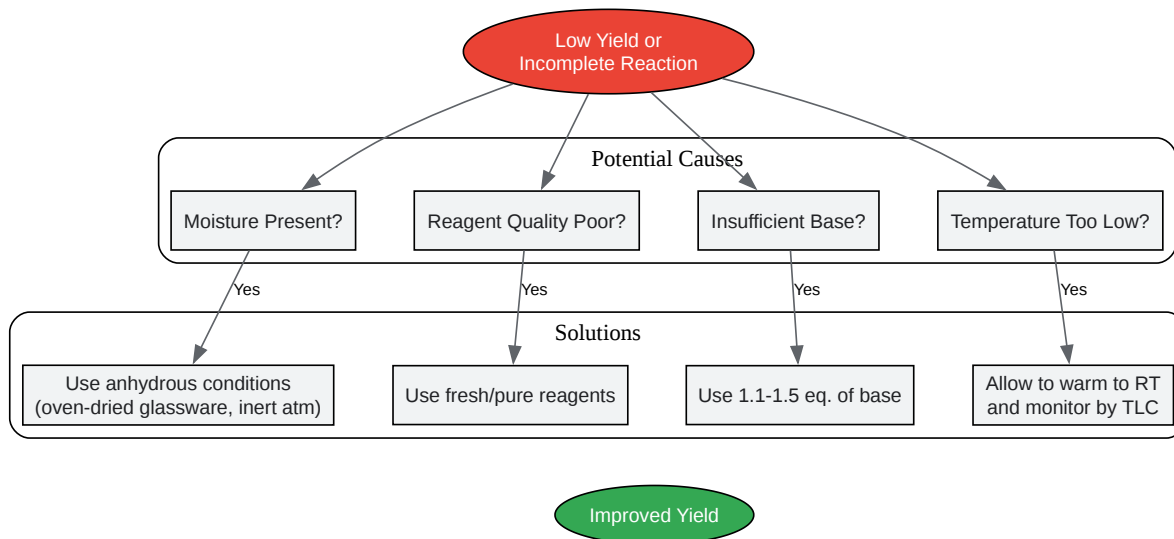 Low Yield or
Incomplete Reaction
Potential Causes
Moisture Present?
Reagent Quality Poor?
Insufficient Base?
Temperature Too Low?
Yes
Yes
Yes
Yes
Solutions
Use anhydrous conditions
(oven-dried glassware, inert atm)
Use fresh/pure reagents
Use 1.1-1.5 eq. of base
Allow to warm to RT
and monitor by TLC
Improved Yield